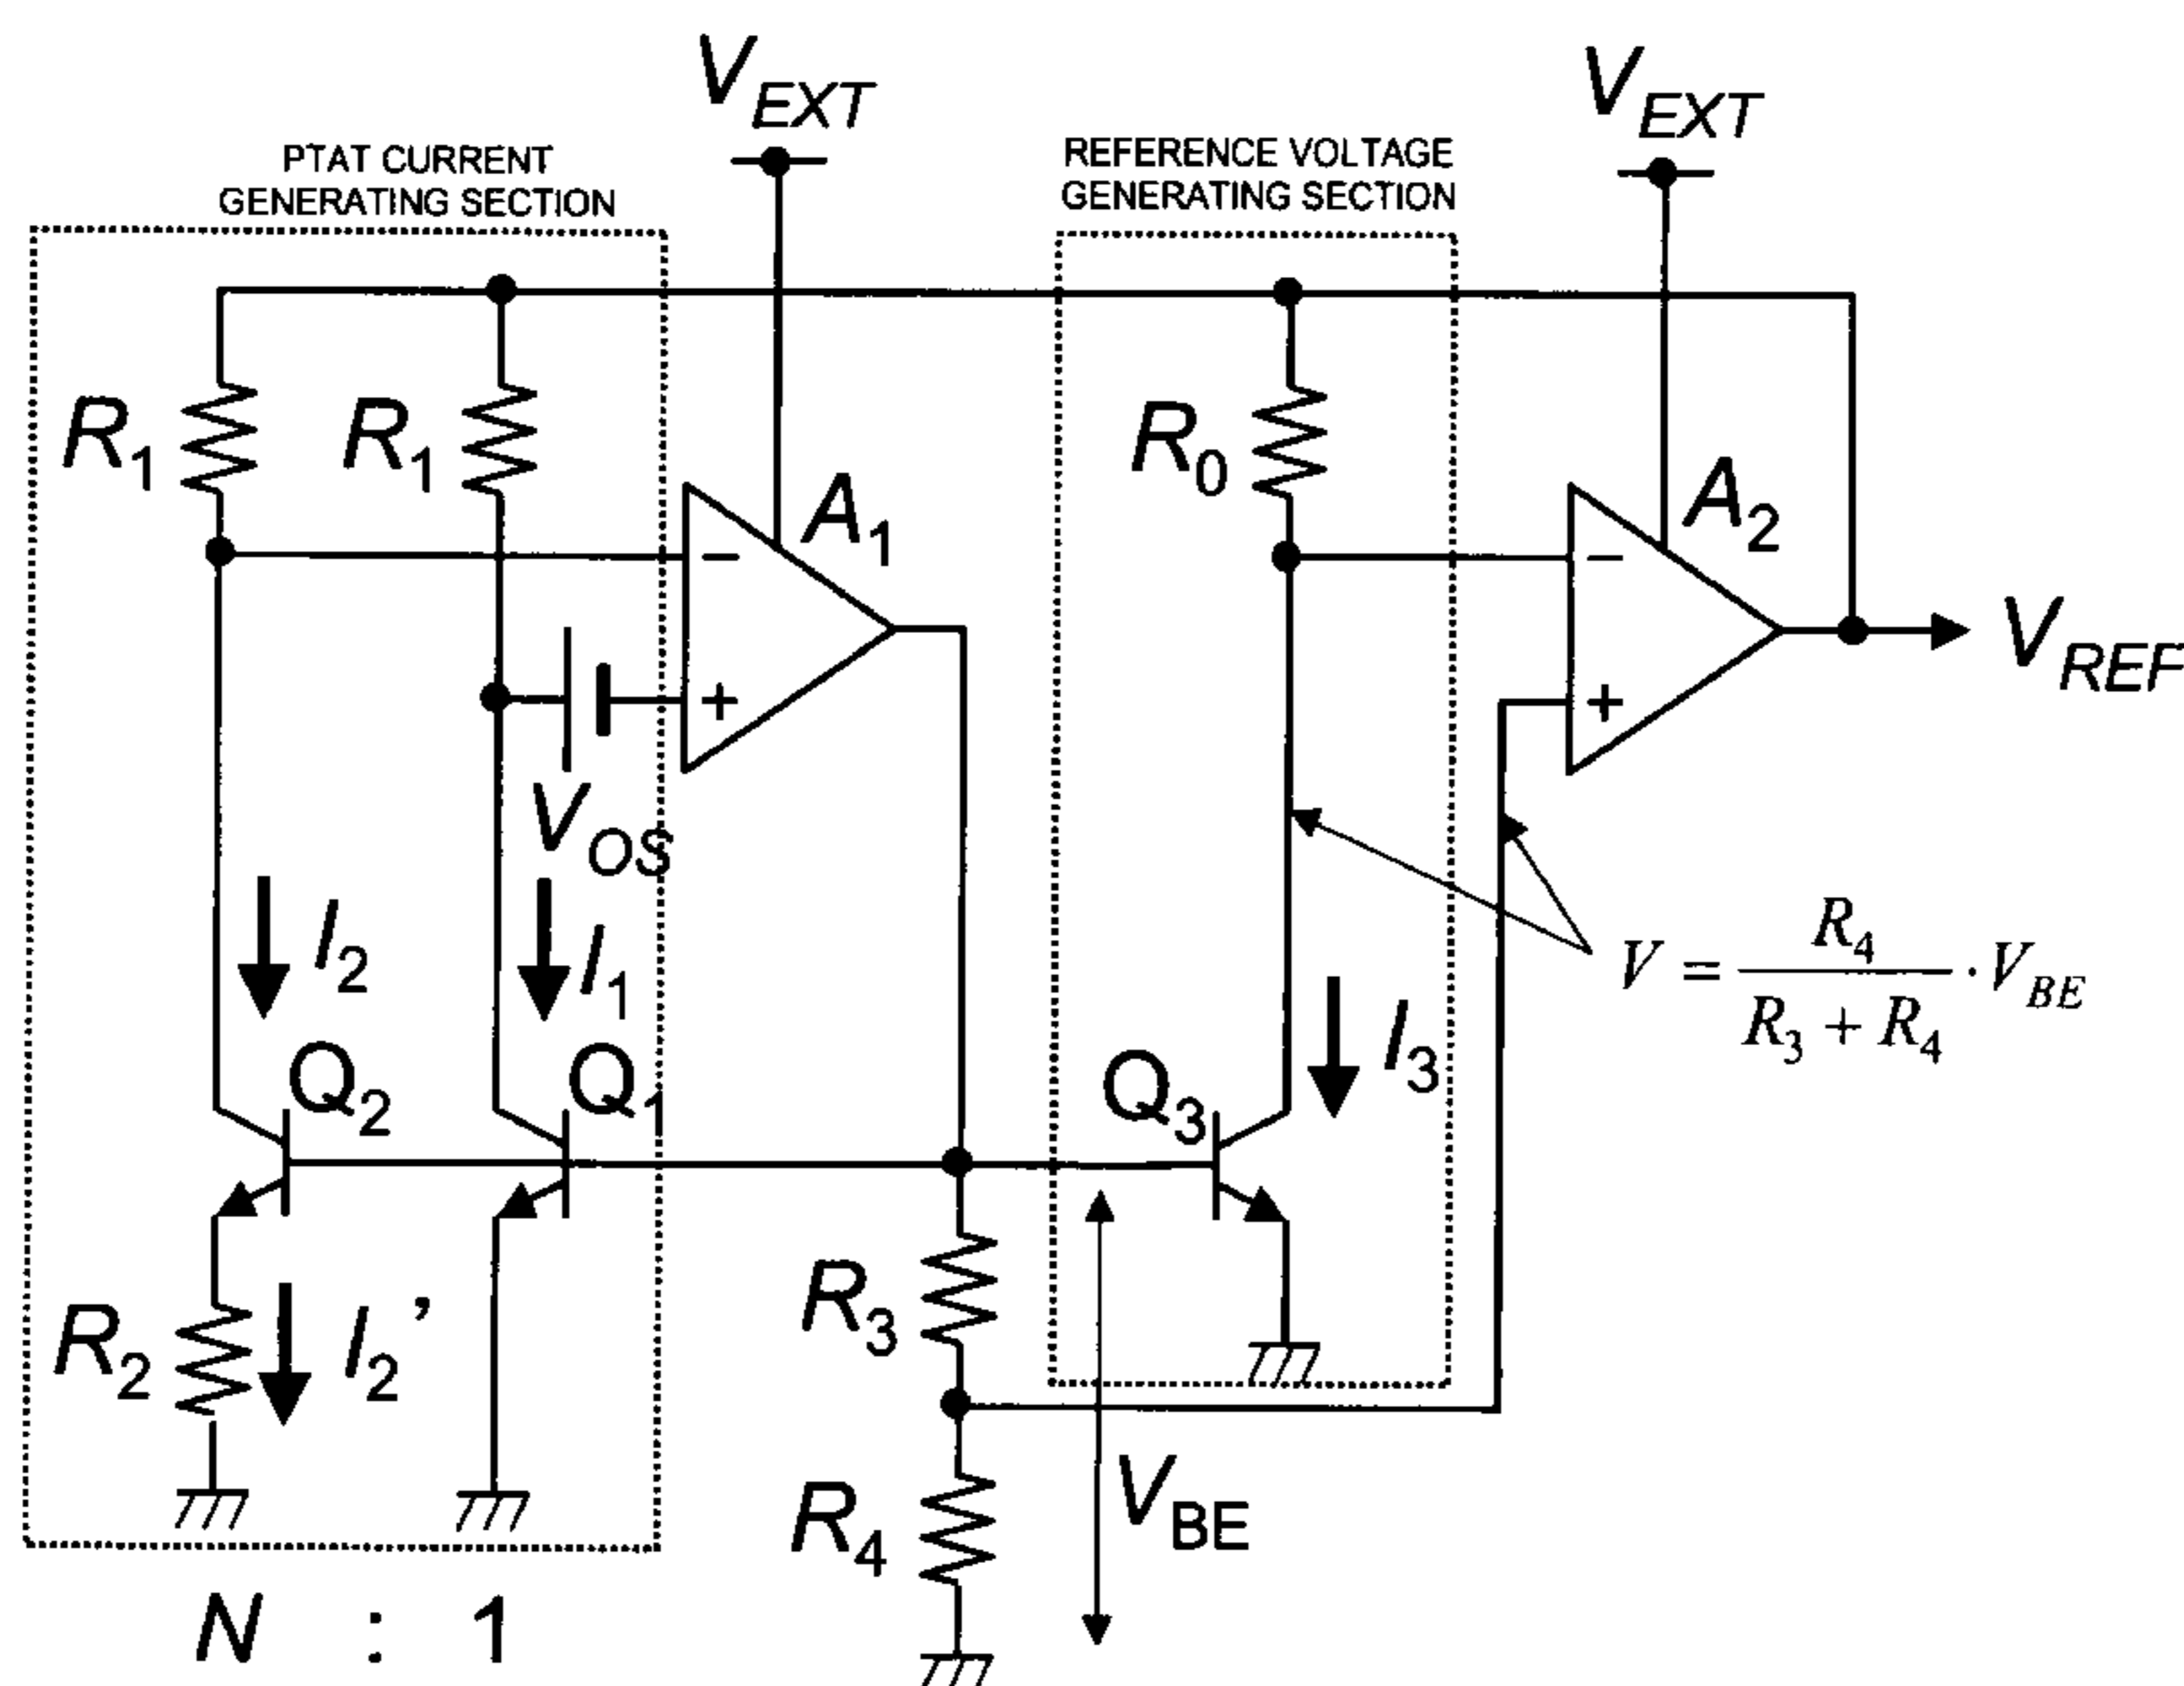 V_EXT
V_EXT
PTAT CURRENT
GENERATING SECTION
REFERENCE VOLTAGE
GENERATING SECTION
R_1
R_1
R_0
A_1
A_2
−
−
+
+
V_REF
V_OS
I_2
I_1
I_3
V = R_4 / (R_3 + R_4) · V_BE
Q_2
Q_1
Q_3
R_2
I_2’
R_3
R_4
V_BE
N : 1